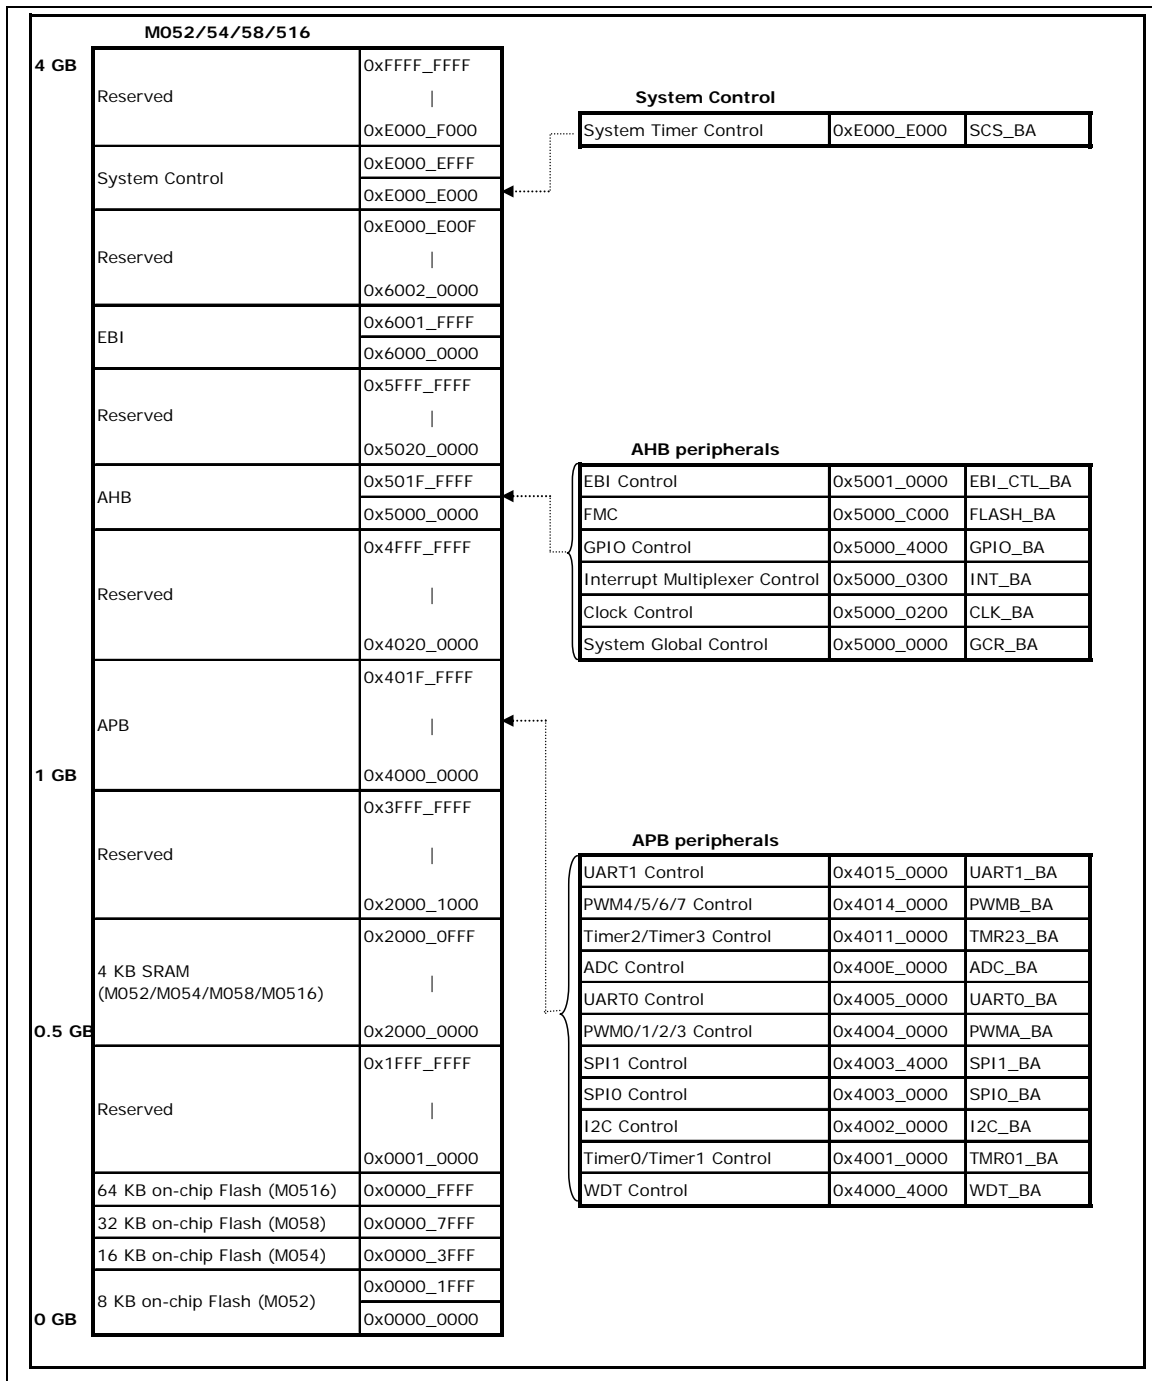 M052/54/58/516
4 GB
Reserved
0xFFFF_FFFF
|
0xE000_F000
System Control
0xE000_EFFF
0xE000_E000
Reserved
0xE000_E00F
|
0x6002_0000
EBI
0x6001_FFFF
0x6000_0000
Reserved
0x5FFF_FFFF
|
0x5020_0000
AHB
0x501F_FFFF
0x5000_0000
Reserved
0x4FFF_FFFF
|
0x4020_0000
APB
0x401F_FFFF
|
1 GB
0x4000_0000
Reserved
0x3FFF_FFFF
|
0x2000_1000
4 KB SRAM
(M052/M054/M058/M0516)
0x2000_0FFF
|
0.5 GB
0x2000_0000
Reserved
0x1FFF_FFFF
|
0x0001_0000
64 KB on-chip Flash (M0516) 0x0000_FFFF
32 KB on-chip Flash (M058) 0x0000_7FFF
16 KB on-chip Flash (M054) 0x0000_3FFF
8 KB on-chip Flash (M052)
0x0000_1FFF
0 GB
0x0000_0000
System Control
System Timer Control 0xE000_E000 SCS_BA
AHB peripherals
EBI Control 0x5001_0000 EBI_CTL_BA
FMC 0x5000_C000 FLASH_BA
GPIO Control 0x5000_4000 GPIO_BA
Interrupt Multiplexer Control 0x5000_0300 INT_BA
Clock Control 0x5000_0200 CLK_BA
System Global Control 0x5000_0000 GCR_BA
APB peripherals
UART1 Control 0x4015_0000 UART1_BA
PWM4/5/6/7 Control 0x4014_0000 PWMB_BA
Timer2/Timer3 Control 0x4011_0000 TMR23_BA
ADC Control 0x400E_0000 ADC_BA
UART0 Control 0x4005_0000 UART0_BA
PWM0/1/2/3 Control 0x4004_0000 PWMA_BA
SPI1 Control 0x4003_4000 SPI1_BA
SPI0 Control 0x4003_0000 SPI0_BA
I2C Control 0x4002_0000 I2C_BA
Timer0/Timer1 Control 0x4001_0000 TMR01_BA
WDT Control 0x4000_4000 WDT_BA